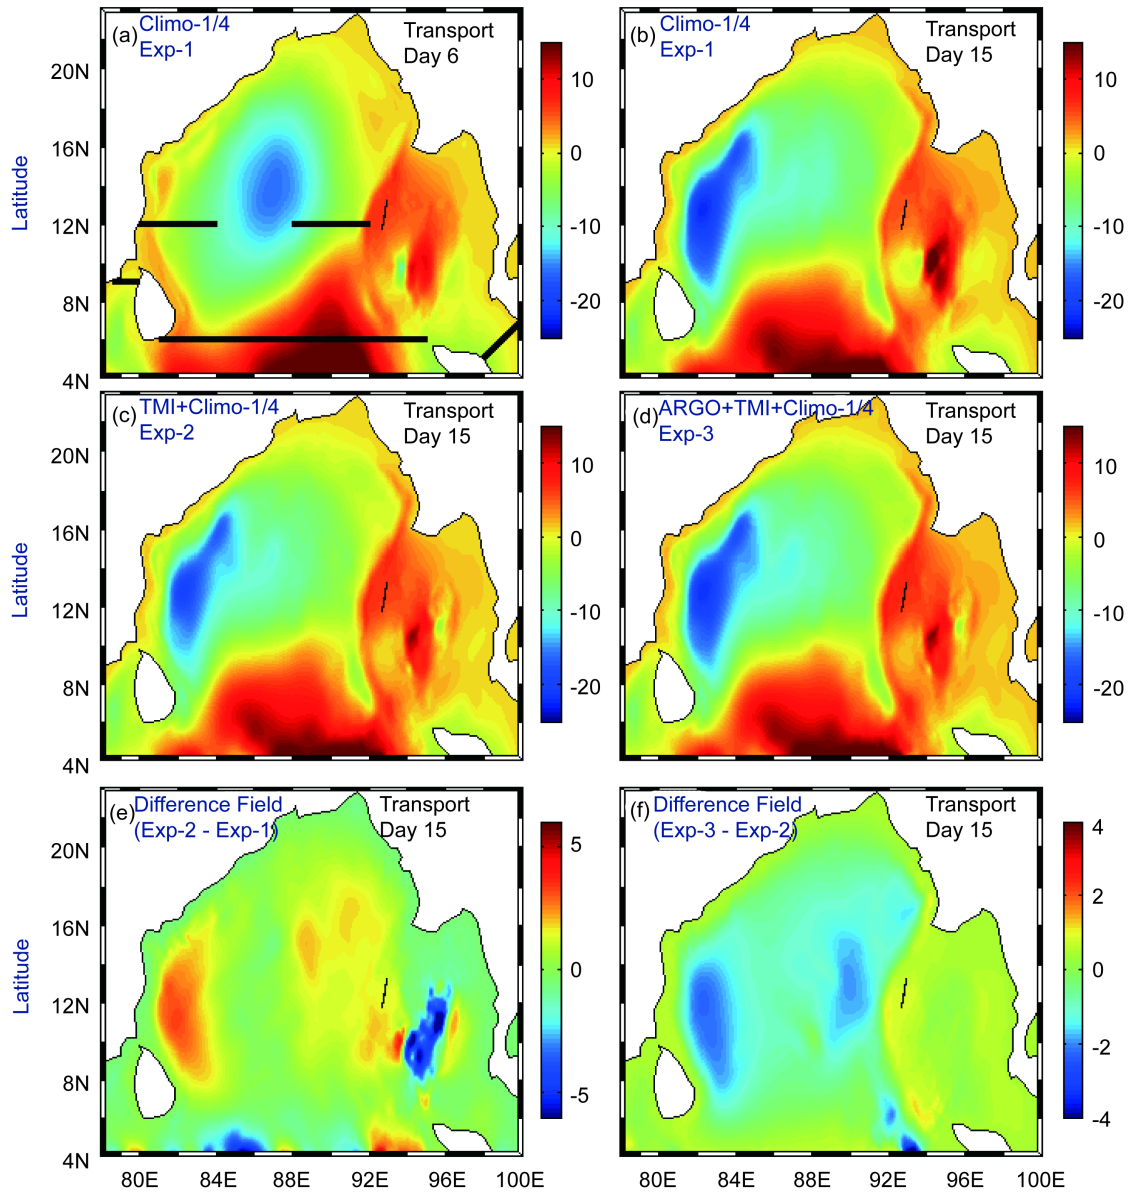 (a) Climo-1/4
Exp-1
Transport
Day 6
(b) Climo-1/4
Exp-1
Transport
Day 15
Latitude
20N
16N
12N
8N
4N
10
0
-10
-20
10
0
-10
-20
(c) TMI+Climo-1/4
Exp-2
Transport
Day 15
(d) ARGO+TMI+Climo-1/4
Exp-3
Transport
Day 15
Latitude
20N
16N
12N
8N
4N
10
0
-10
-20
10
0
-10
-20
(e) Difference Field
(Exp-2 - Exp-1)
Transport
Day 15
(f) Difference Field
(Exp-3 - Exp-2)
Transport
Day 15
Latitude
20N
16N
12N
8N
4N
5
0
-5
4
2
0
-2
-4
80E 84E 88E 92E 96E 100E
80E 84E 88E 92E 96E 100E